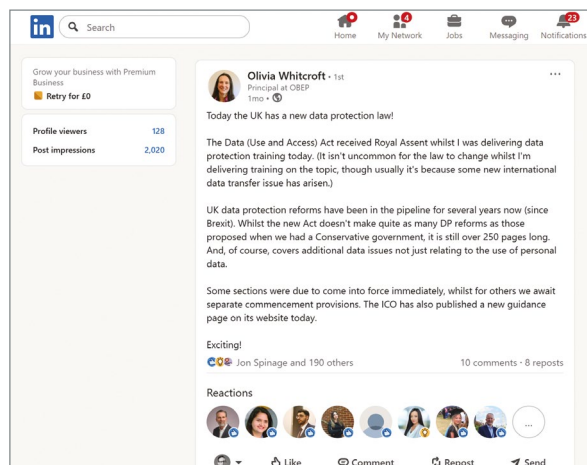 in
Search
Home
4
My Network
Jobs
Messaging
23
Notifications
Grow your business with Premium
Business
Retry for £0
Profile viewers 128
Post impressions 2,020
Olivia Whitcroft • 1st
Principal at OBEP
1mo •
Today the UK has a new data protection law!
The Data (Use and Access) Act received Royal Assent whilst I was delivering data
protection training today. (It isn't uncommon for the law to change whilst I'm
delivering training on the topic, though usually it's because some new international
data transfer issue has arisen.)
UK data protection reforms have been in the pipeline for several years now (since
Brexit). Whilst the new Act doesn't make quite as many DP reforms as those
proposed when we had a Conservative government, it is still over 250 pages long.
And, of course, covers additional data issues not just relating to the use of personal
data.
Some sections were due to come into force immediately, whilst for others we await
separate commencement provisions. The ICO has also published a new guidance
page on its website today.
Exciting!
Jon Spinage and 190 others 10 comments · 8 reposts
Reactions
...
Like Comment Repost Send